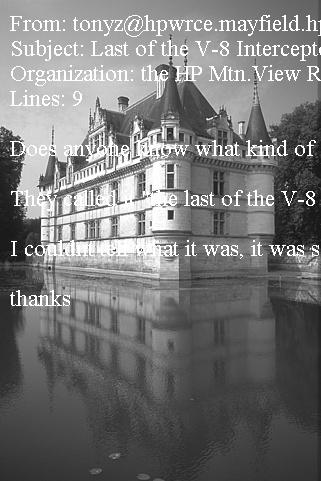 From: tonyz@hpwrce.mayfield.hp
Subject: Last of the V-8 Intercepto
Organization: the HP Mtn.View R
Lines: 9
Does anyone know what kind of
They called it the last of the V-8
I couldnt tell what it was, it was s
thanks